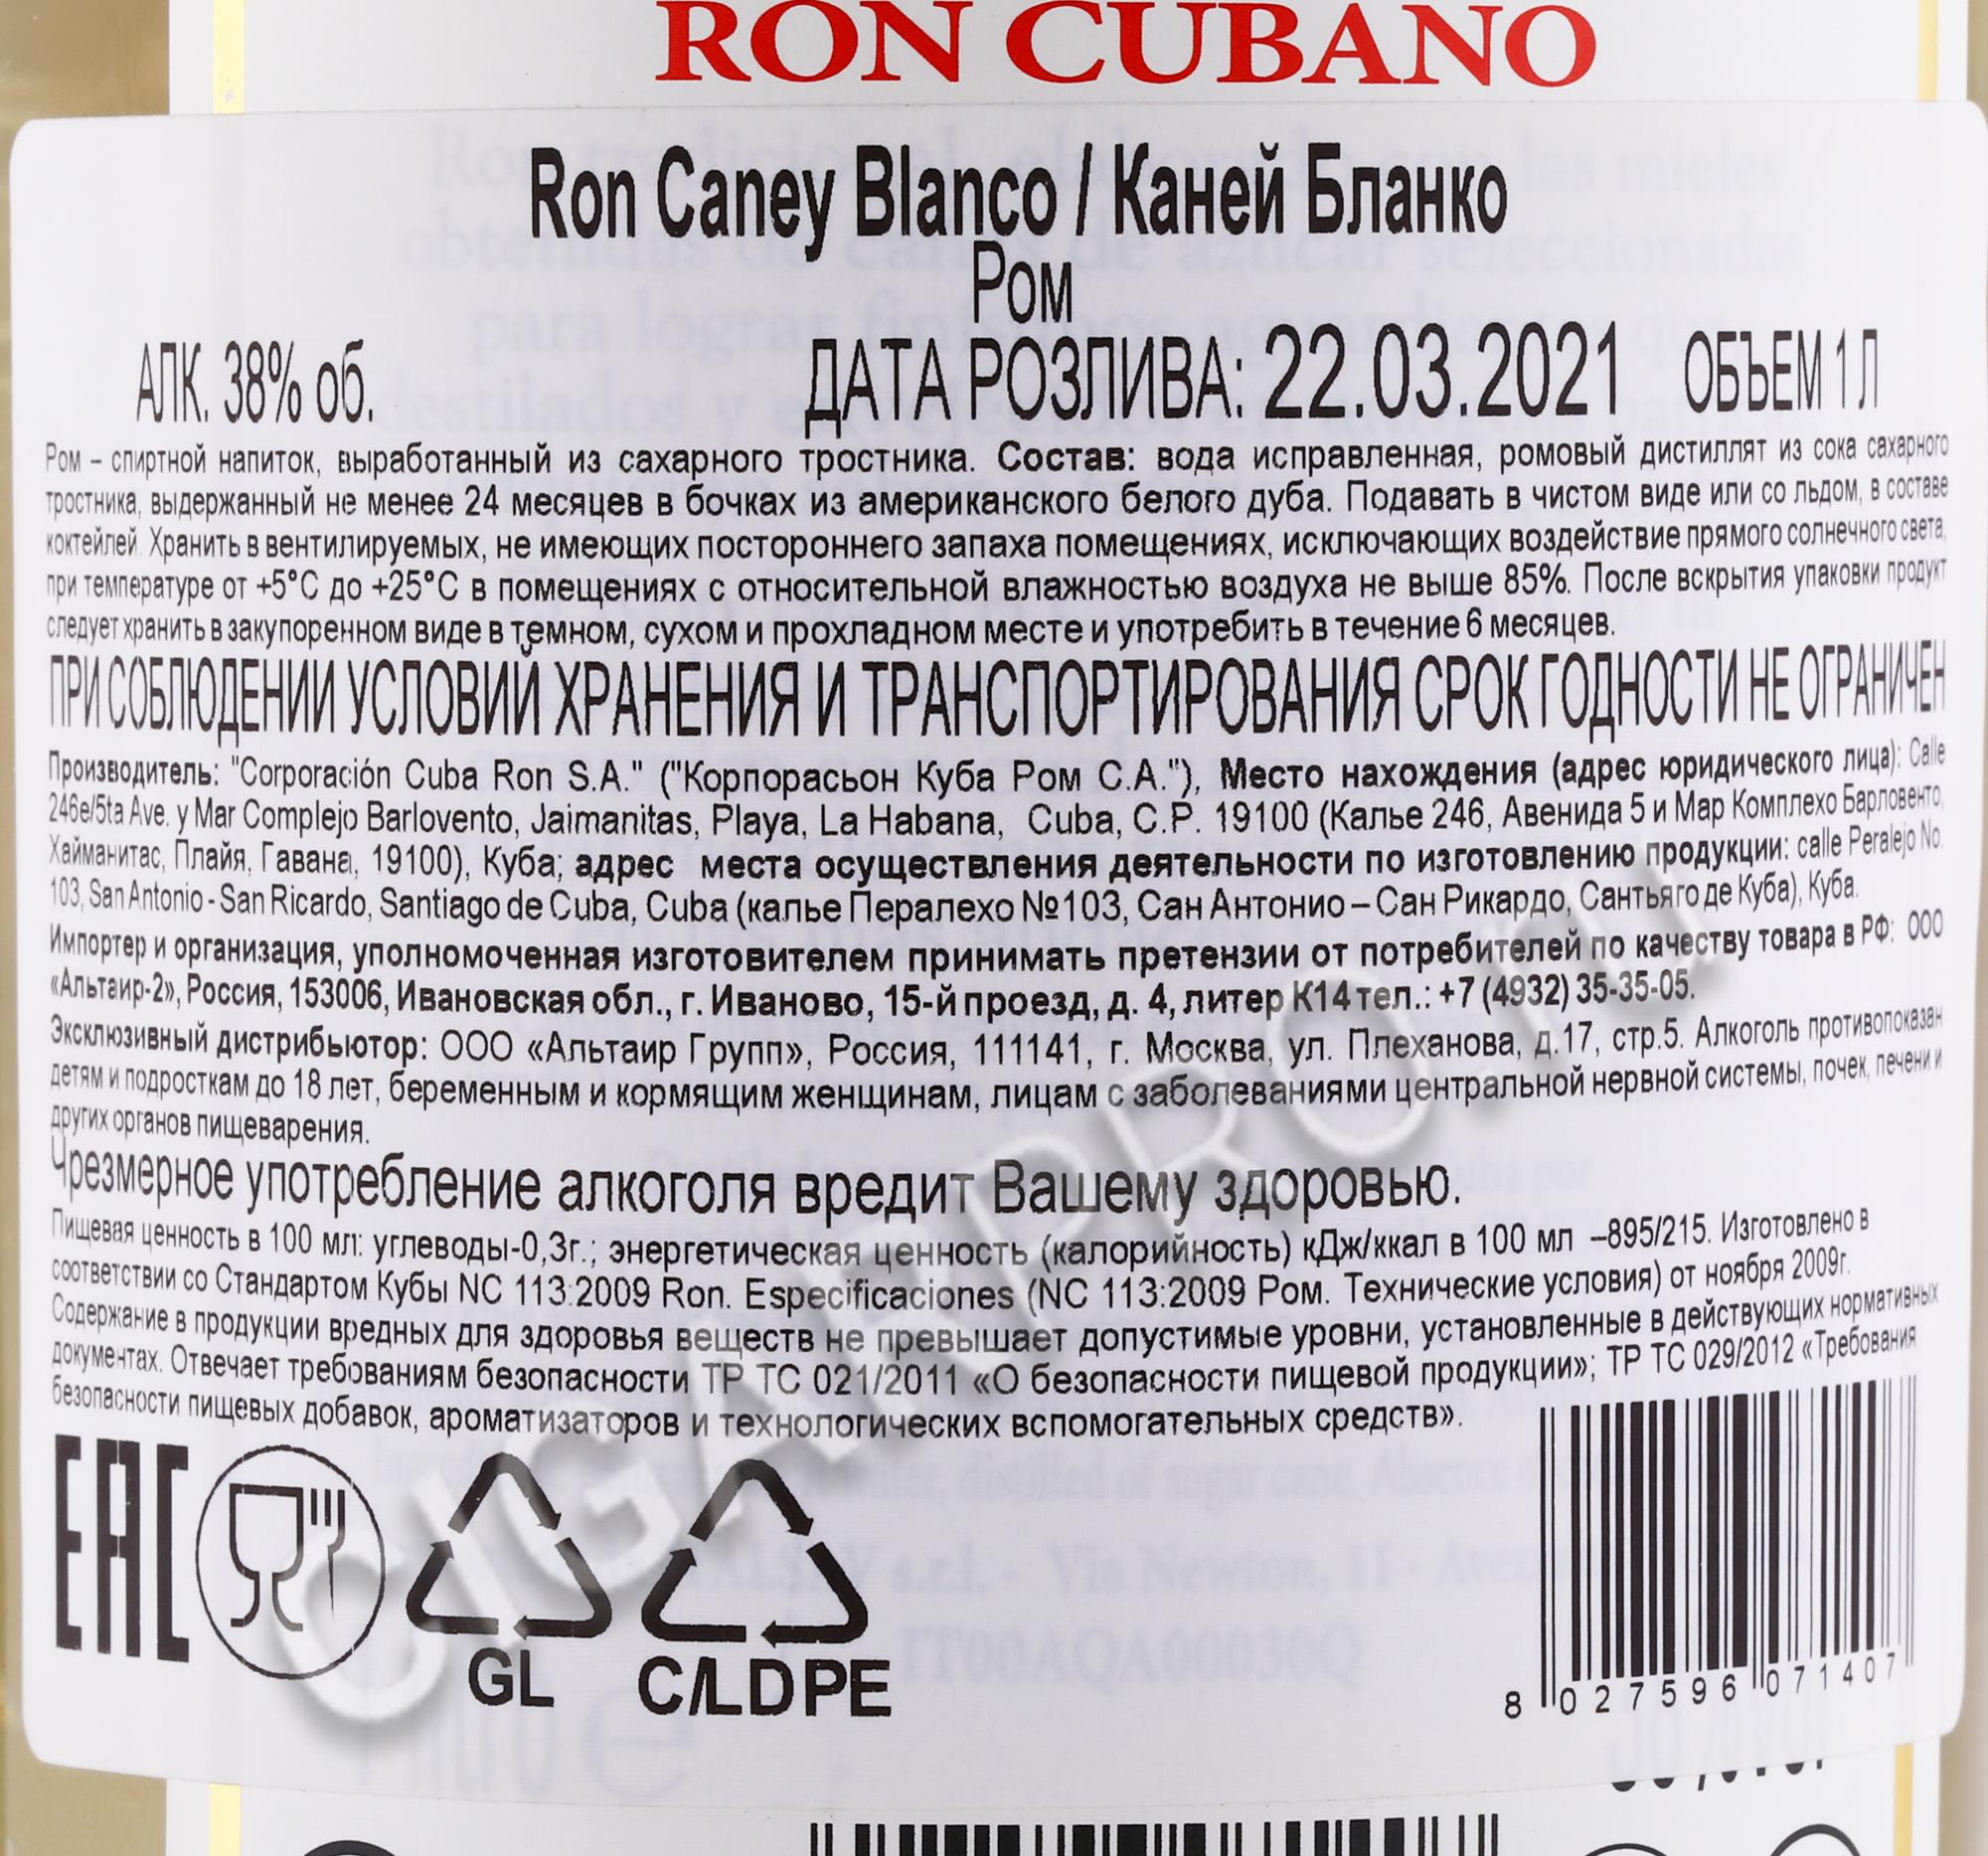 RON CUBANO
Ron Caney Blanco / Каней Бланко
Ром
АЛК. 38% об. ДАТА РОЗЛИВА: 22.03.2021 ОБЪЕМ 1 Л
Ром – спиртной напиток, выработанный из сахарного тростника. Состав: вода исправленная, ромовый дистиллят из сока сахарного
тростника, выдержанный не менее 24 месяцев в бочках из американского белого дуба. Подавать в чистом виде или со льдом, в составе
коктейлей. Хранить в вентилируемых, не имеющих постороннего запаха помещениях, исключающих воздействие прямого солнечного света,
при температуре от +5°C до +25°C в помещениях с относительной влажностью воздуха не выше 85%. После вскрытия упаковки продукт
следует хранить в закупоренном виде в темном, сухом и прохладном месте и употребить в течение 6 месяцев.
ПРИ СОБЛЮДЕНИИ УСЛОВИЙ ХРАНЕНИЯ И ТРАНСПОРТИРОВАНИЯ СРОК ГОДНОСТИ НЕ ОГРАНИЧЕН
Производитель: "Corporación Cuba Ron S.A." ("Корпорасьон Куба Ром С.А."), Место нахождения (адрес юридического лица): Calle
246e/5ta Ave. y Mar Complejo Barlovento, Jaimanitas, Playa, La Habana, Cuba, C.P. 19100 (Калье 246, Авенида 5 и Мар Комплехо Барловенто,
Хайманитас, Плайя, Гавана, 19100), Куба; адрес места осуществления деятельности по изготовлению продукции: calle Peralejo No.
103, San Antonio - San Ricardo, Santiago de Cuba, Cuba (калье Пералехо №103, Сан Антонио – Сан Рикардо, Сантьяго де Куба), Куба.
Импортер и организация, уполномоченная изготовителем принимать претензии от потребителей по качеству товара в РФ: ООО
«Альтаир-2», Россия, 153006, Ивановская обл., г. Иваново, 15-й проезд, д. 4, литер К14 тел.: +7 (4932) 35-35-05.
Эксклюзивный дистрибьютор: ООО «Альтаир Групп», Россия, 111141, г. Москва, ул. Плеханова, д.17, стр.5. Алкоголь противопоказан
детям и подросткам до 18 лет, беременным и кормящим женщинам, лицам с заболеваниями центральной нервной системы, почек, печени и
других органов пищеварения.
Чрезмерное употребление алкоголя вредит Вашему здоровью.
Пищевая ценность в 100 мл: углеводы-0,3г.; энергетическая ценность (калорийность) кДж/ккал в 100 мл –895/215. Изготовлено в
соответствии со Стандартом Кубы NC 113:2009 Ron. Especificaciones (NC 113:2009 Ром. Технические условия) от ноября 2009г.
Содержание в продукции вредных для здоровья веществ не превышает допустимые уровни, установленные в действующих нормативных
документах. Отвечает требованиям безопасности ТР ТС 021/2011 «О безопасности пищевой продукции»; ТР ТС 029/2012 «Требования
безопасности пищевых добавок, ароматизаторов и технологических вспомогательных средств».
EAC
GL C/LDPE
8 027596 071407
CIGARPRO.ru